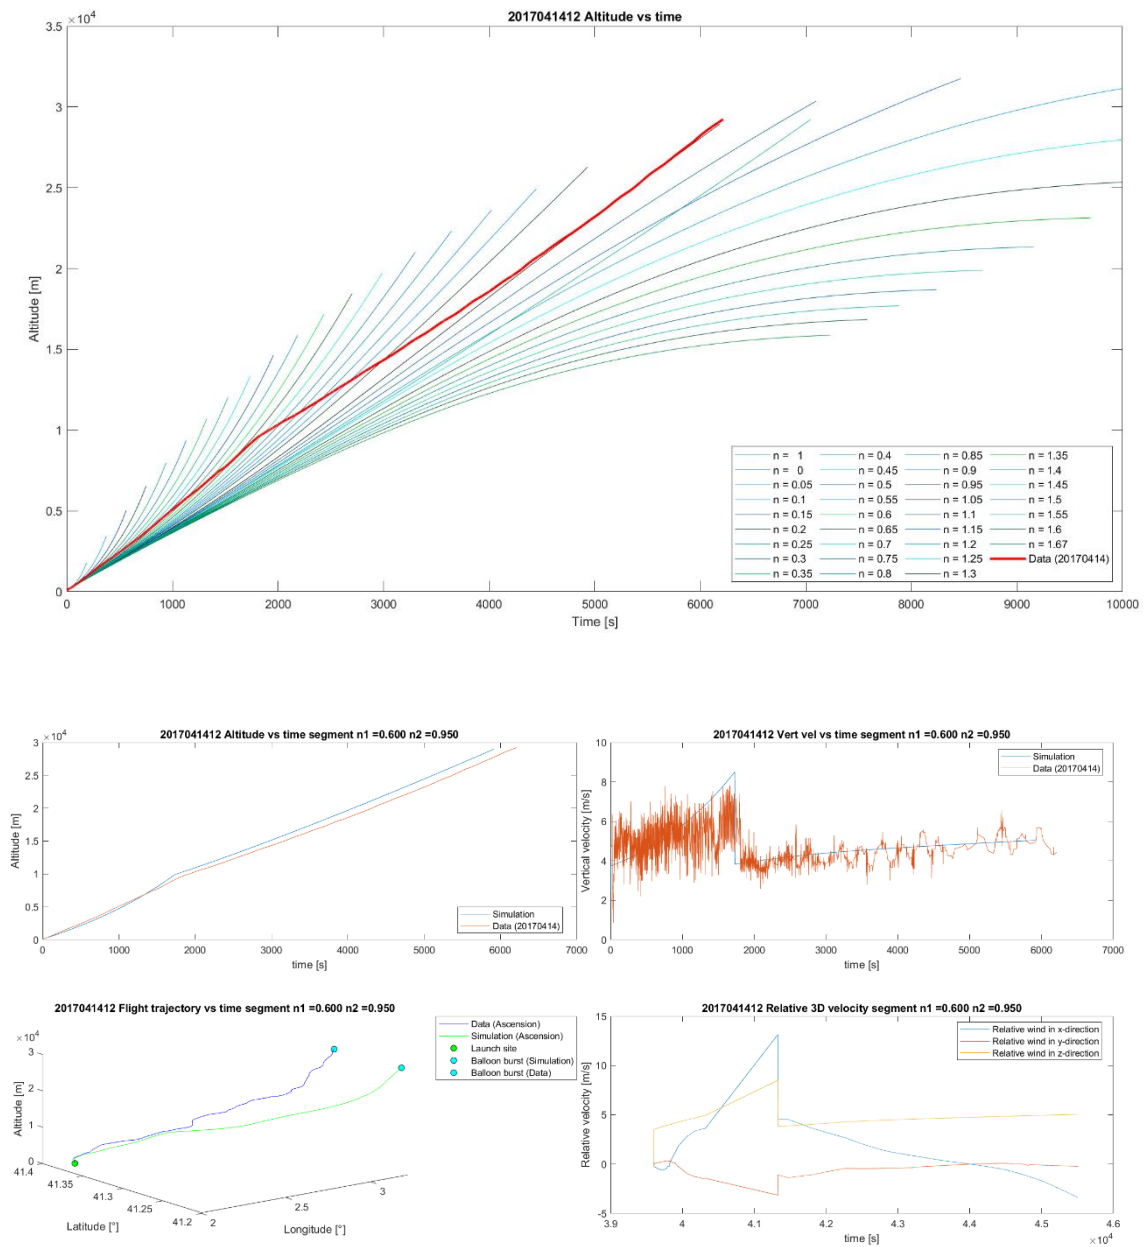 2017041412 Altitude vs time
×10^4
3.5
3
2.5
2
1.5
1
0.5
0
Altitude [m]
0 1000 2000 3000 4000 5000 6000 7000 8000 9000 10000
Time [s]
n = 1 n = 0.4 n = 0.85 n = 1.35
n = 0 n = 0.45 n = 0.9 n = 1.4
n = 0.05 n = 0.5 n = 0.95 n = 1.45
n = 0.1 n = 0.55 n = 1.05 n = 1.5
n = 0.15 n = 0.6 n = 1.1 n = 1.55
n = 0.2 n = 0.65 n = 1.15 n = 1.6
n = 0.25 n = 0.7 n = 1.2 n = 1.67
n = 0.3 n = 0.75 n = 1.25 Data (20170414)
n = 0.35 n = 0.8 n = 1.3
2017041412 Altitude vs time segment n1 =0.600 n2 =0.950
×10^4
3
2.5
2
1.5
1
0.5
0
Altitude [m]
Simulation
Data (20170414)
0 1000 2000 3000 4000 5000 6000 7000
time [s]
2017041412 Vert vel vs time segment n1 =0.600 n2 =0.950
10
8
6
4
2
0
Vertical velocity [m/s]
Simulation
Data (20170414)
0 1000 2000 3000 4000 5000 6000 7000
time [s]
2017041412 Flight trajectory vs time segment n1 =0.600 n2 =0.950
×10^4
3
2
1
0
Altitude [m]
Data (Ascension)
Simulation (Ascension)
Launch site
Balloon burst (Simulation)
Balloon burst (Data)
41.4
41.35
41.3
41.25
41.2
Latitude [°]
2
2.5
3
Longitude [°]
2017041412 Relative 3D velocity segment n1 =0.600 n2 =0.950
15
10
5
0
-5
Relative velocity [m/s]
Relative wind in x-direction
Relative wind in y-direction
Relative wind in z-direction
3.9 4 4.1 4.2 4.3 4.4 4.5 4.6
time [s]
×10^4